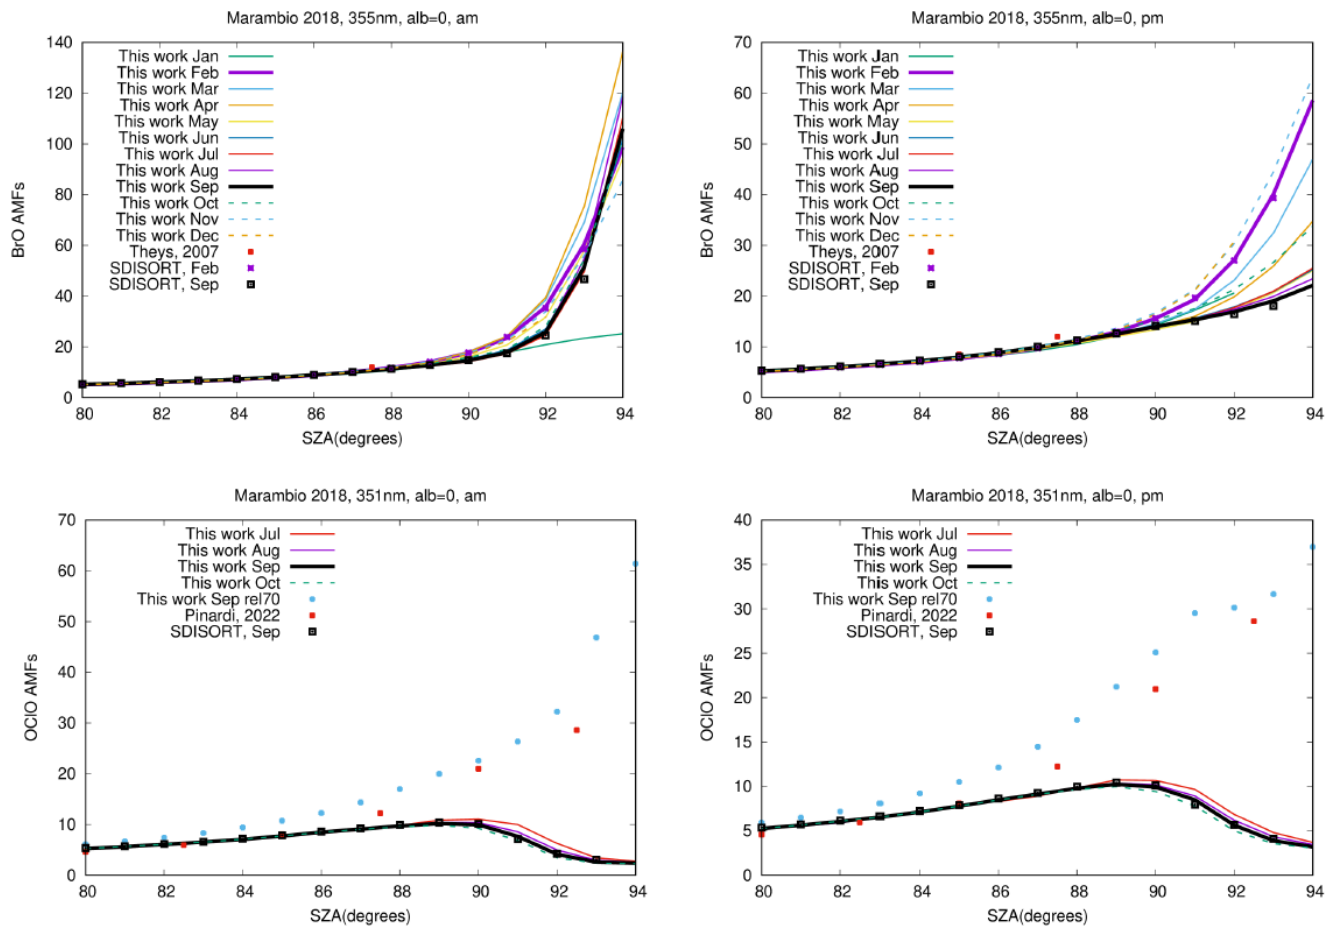 Marambio 2018, 355nm, alb=0, am
140
120
100
80
60
40
20
0
BrO AMFs
This work Jan
This work Feb
This work Mar
This work Apr
This work May
This work Jun
This work Jul
This work Aug
This work Sep
This work Oct
This work Nov
This work Dec
Theys, 2007
SDISORT, Feb
SDISORT, Sep
80 82 84 86 88 90 92 94
SZA(degrees)
Marambio 2018, 355nm, alb=0, pm
70
60
50
40
30
20
10
0
BrO AMFs
This work Jan
This work Feb
This work Mar
This work Apr
This work May
This work Jun
This work Jul
This work Aug
This work Sep
This work Oct
This work Nov
This work Dec
Theys, 2007
SDISORT, Feb
SDISORT, Sep
80 82 84 86 88 90 92 94
SZA(degrees)
Marambio 2018, 351nm, alb=0, am
70
60
50
40
30
20
10
0
OClO AMFs
This work Jul
This work Aug
This work Sep
This work Oct
This work Sep rel70
Pinardi, 2022
SDISORT, Sep
80 82 84 86 88 90 92 94
SZA(degrees)
Marambio 2018, 351nm, alb=0, pm
40
35
30
25
20
15
10
5
0
OClO AMFs
This work Jul
This work Aug
This work Sep
This work Oct
This work Sep rel70
Pinardi, 2022
SDISORT, Sep
80 82 84 86 88 90 92 94
SZA(degrees)